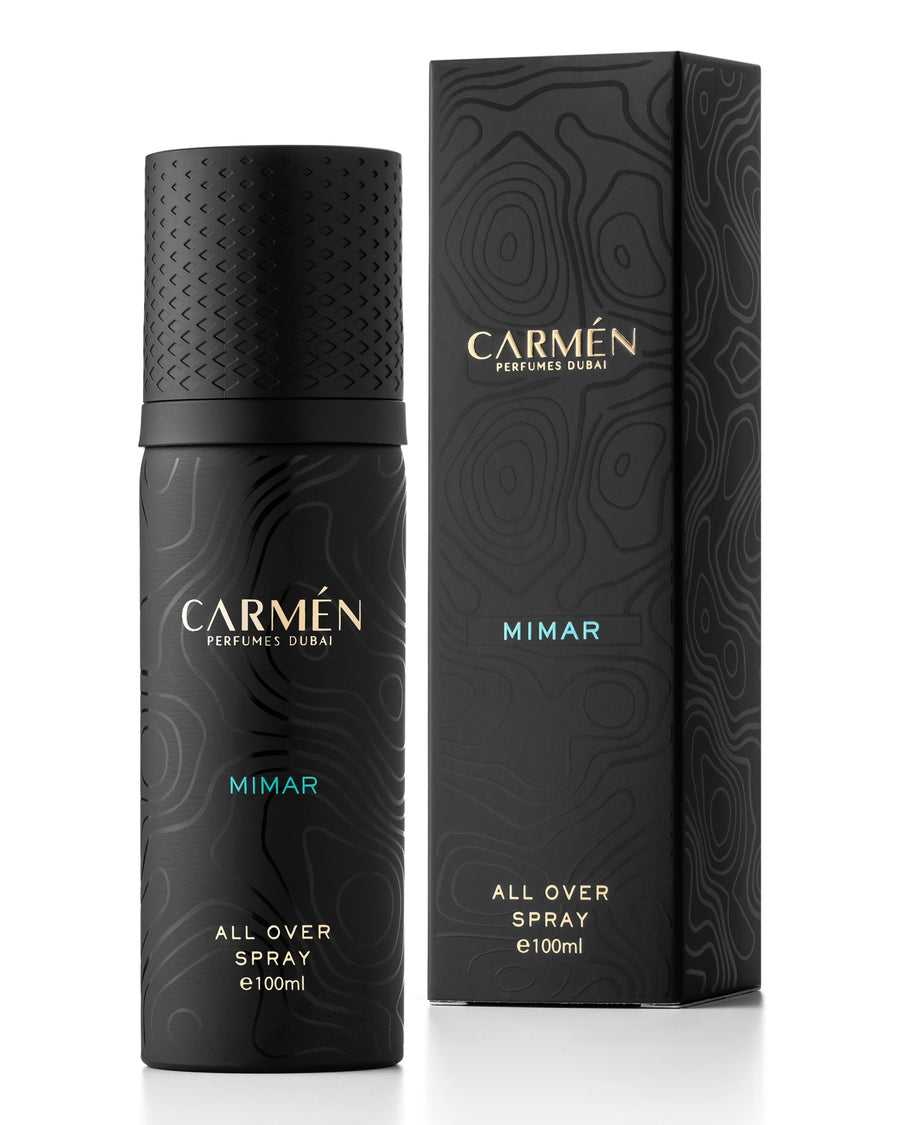 CARMÉN
PERFUMES DUBAI
MIMAR
ALL OVER
SPRAY
℮100ml
CARMÉN
PERFUMES DUBAI
MIMAR
ALL OVER
SPRAY
℮100ml